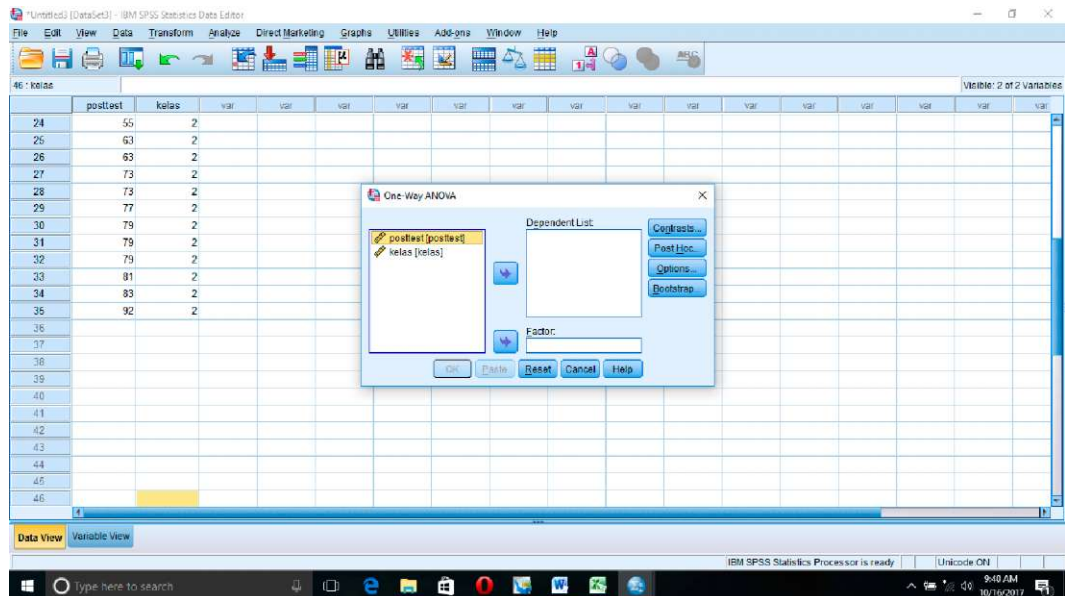 *Untitled3 [DataSet3] - IBM SPSS Statistics Data Editor
File Edit View Data Transform Analyze Direct Marketing Graphs Utilities Add-ons Window Help
46 : kelas
Visible: 2 of 2 Variables
posttest kelas var var var var var var var var var var var var var var
24 55 2
25 63 2
26 63 2
27 73 2
28 73 2
29 77 2
30 79 2
31 79 2
32 79 2
33 81 2
34 83 2
35 92 2
36
37
38
39
40
41
42
43
44
45
46
One-Way ANOVA
posttest [posttest]
kelas [kelas]
Dependent List:
Contrasts...
Post Hoc...
Options...
Bootstrap...
Factor:
OK Paste Reset Cancel Help
Data View Variable View
IBM SPSS Statistics Processor is ready Unicode:ON
Type here to search
9:40 AM
10/16/2017